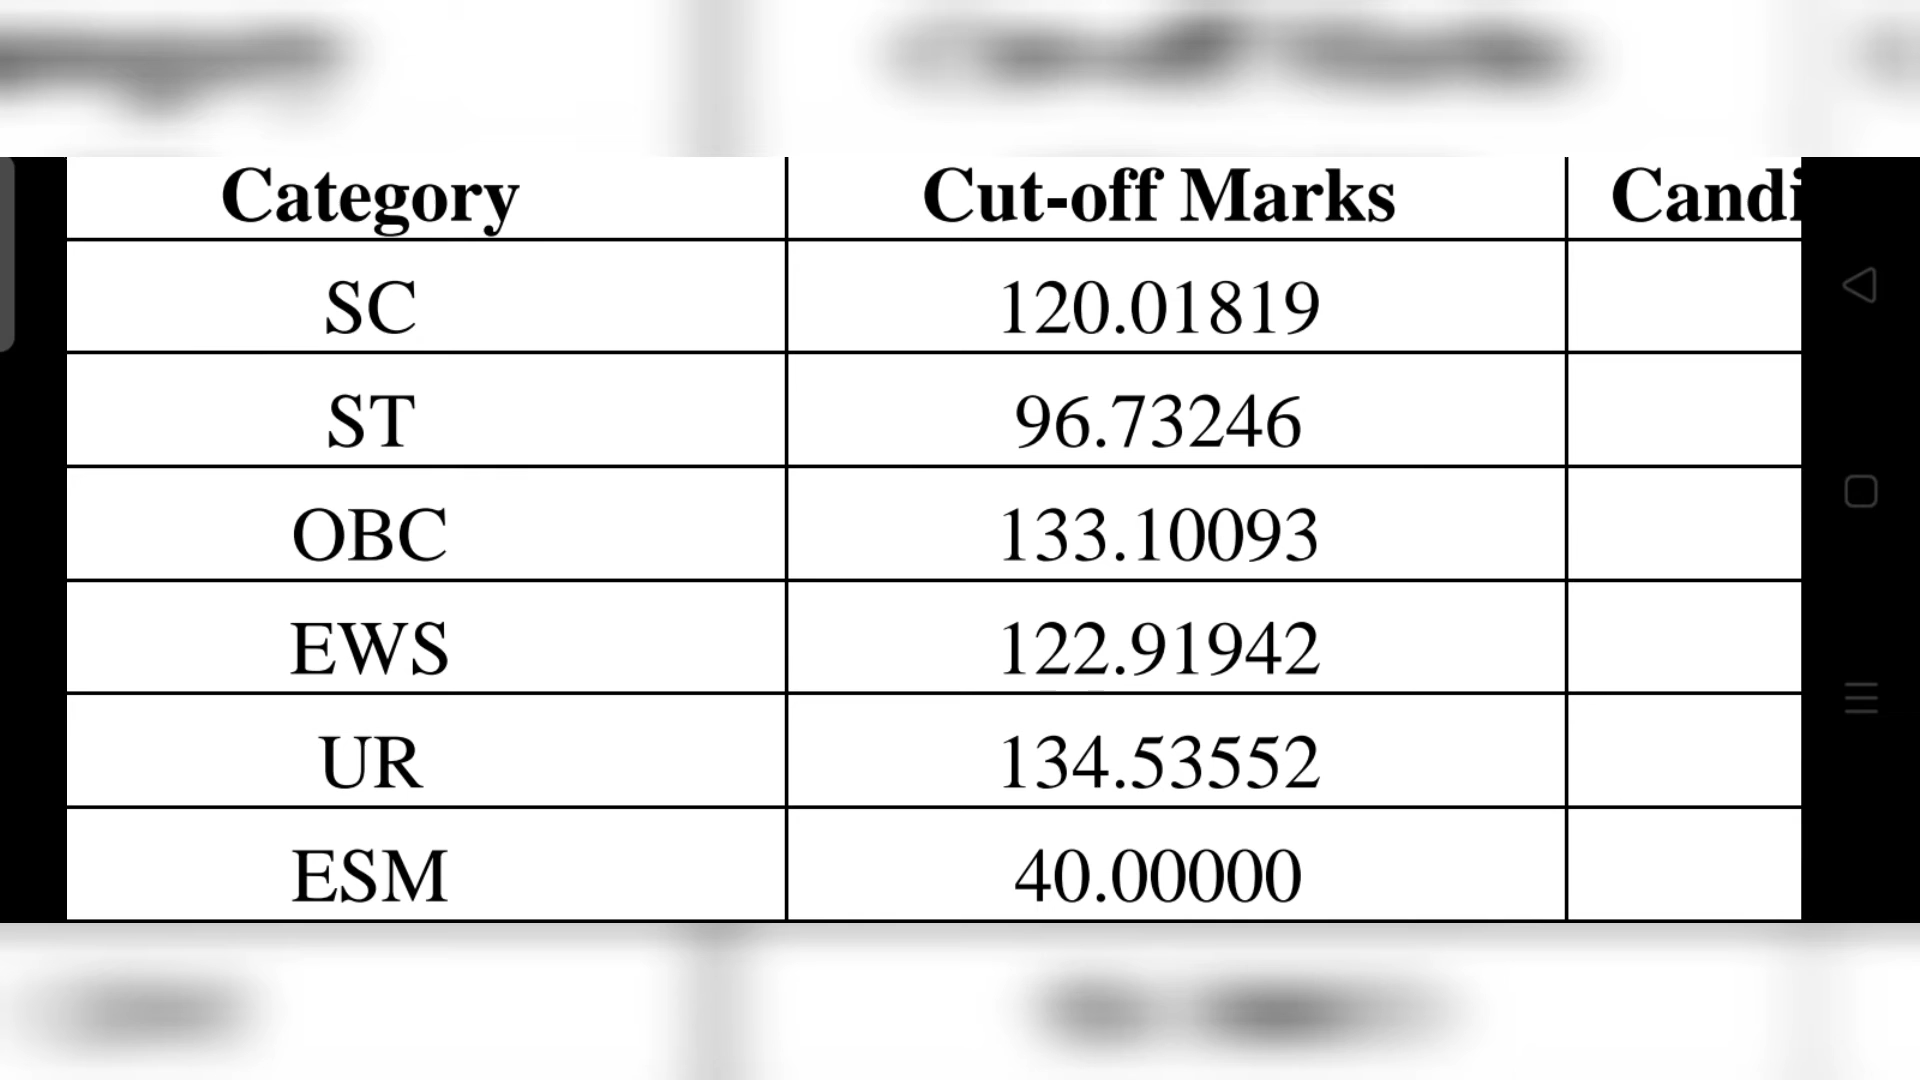 Category Cut-off Marks Candi
SC 120.01819
ST 96.73246
OBC 133.10093
EWS 122.91942
UR 134.53552
ESM 40.00000